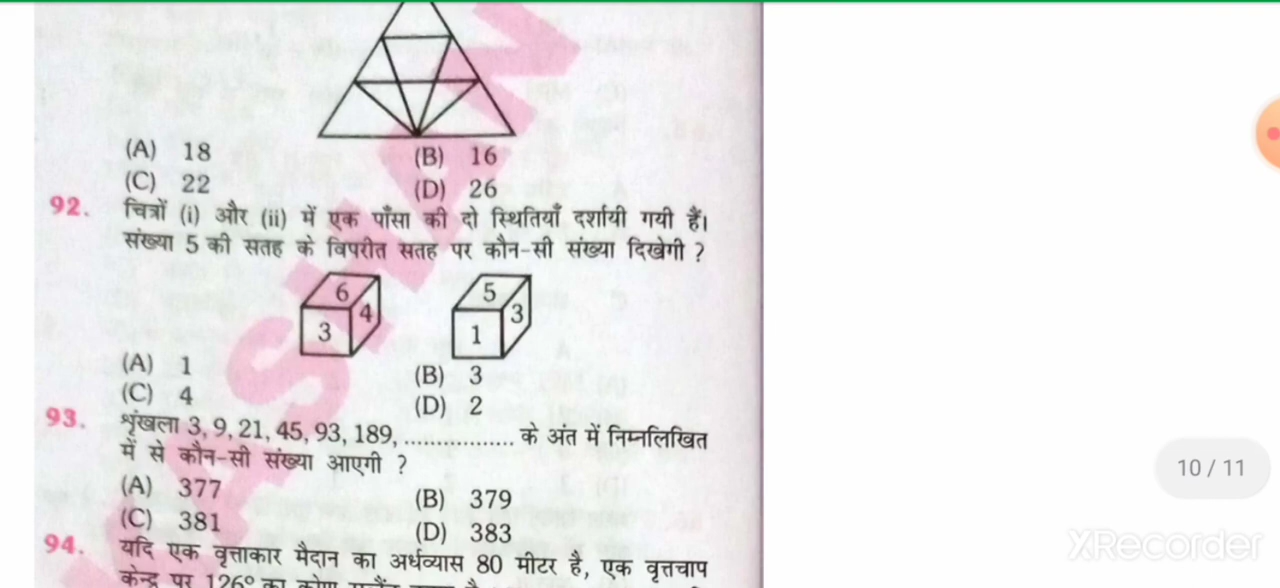 (A) 18 (B) 16
(C) 22 (D) 26
92. चित्रों (i) और (ii) में एक पाँसा की दो स्थितियाँ दर्शायी गयी हैं।
संख्या 5 की सतह के विपरीत सतह पर कौन-सी संख्या दिखेगी ?
6 4 3 5 3 1
(A) 1 (B) 3
(C) 4 (D) 2
93. शृंखला 3, 9, 21, 45, 93, 189, ................. के अंत में निम्नलिखित
में से कौन-सी संख्या आएगी ?
(A) 377 (B) 379
(C) 381 (D) 383
94. यदि एक वृत्ताकार मैदान का अर्धव्यास 80 मीटर है, एक वृत्तचाप
केन्द्र पर 126° का कोण
10 / 11
XRecorder